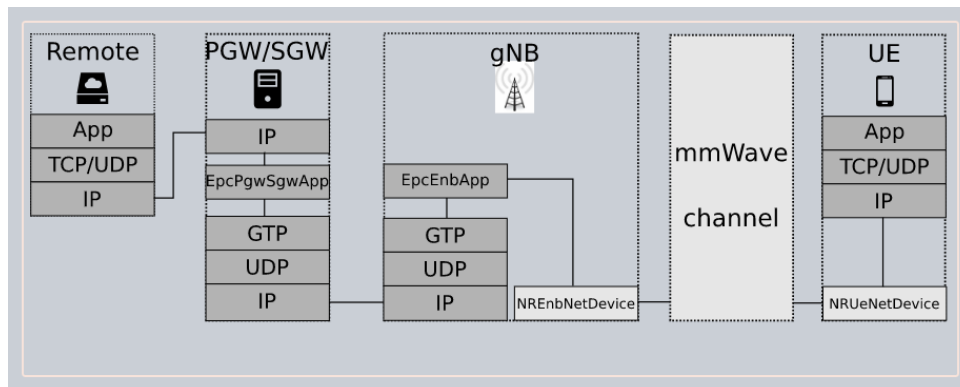 Remote
App
TCP/UDP
IP
PGW/SGW
IP
EpcPgwSgwApp
GTP
UDP
IP
gNB
EpcEnbApp
GTP
UDP
IP
NREnbNetDevice
mmWave
channel
UE
App
TCP/UDP
IP
NRUeNetDevice